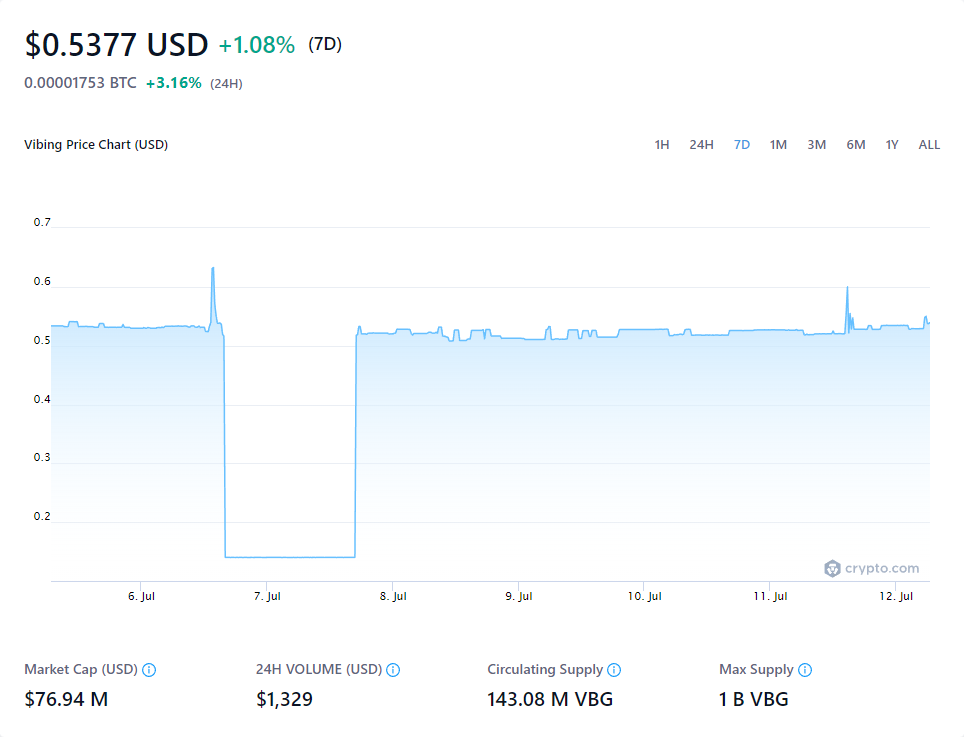 $0.5377 USD +1.08% (7D)
0.00001753 BTC +3.16% (24H)
Vibing Price Chart (USD) 1H 24H 7D 1M 3M 6M 1Y ALL
0.7
0.6
0.5
0.4
0.3
0.2
crypto.com
6. Jul 7. Jul 8. Jul 9. Jul 10. Jul 11. Jul 12. Jul
Market Cap (USD) 24H VOLUME (USD) Circulating Supply Max Supply
$76.94 M $1,329 143.08 M VBG 1 B VBG